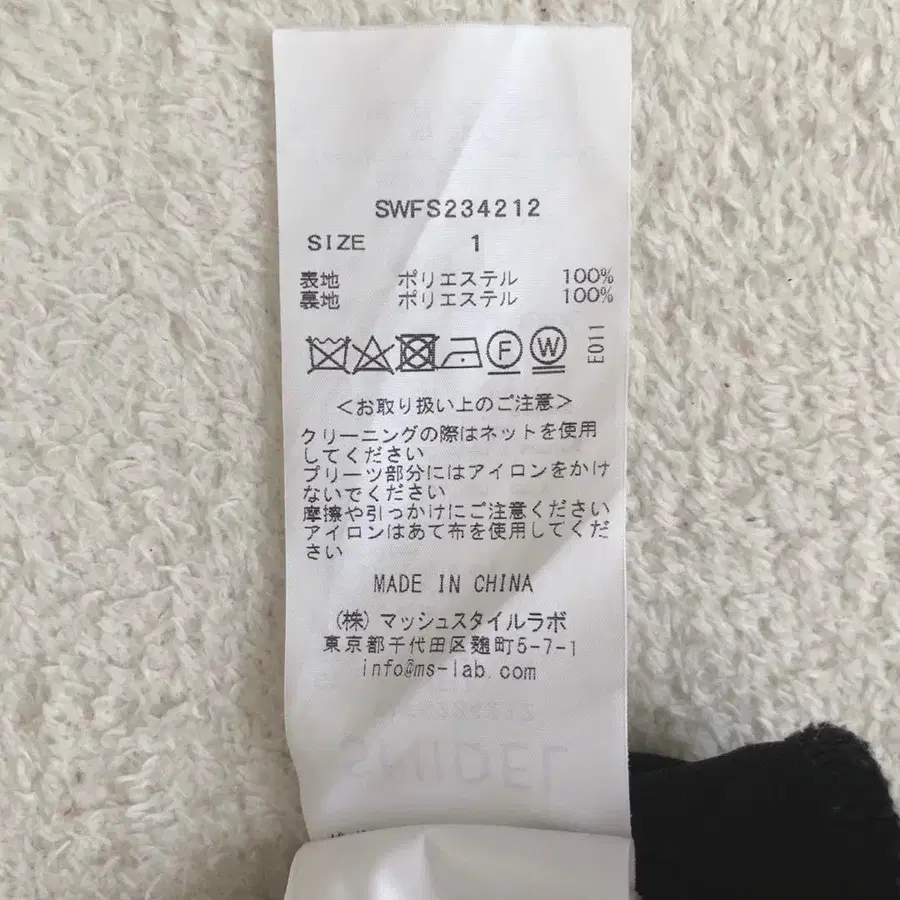 SWFS234212
SIZE 1
表地 ポリエステル 100%
裏地 ポリエステル 100%
F W E011
<お取り扱い上のご注意>
クリーニングの際はネットを使用
してください
プリーツ部分にはアイロンをかけ
ないでください
摩擦や引っかけにご注意ください
アイロンはあて布を使用してくだ
さい
MADE IN CHINA
(株)マッシュスタイルラボ
東京都千代田区麹町5-7-1
info@ms-lab.com
SNIDEL